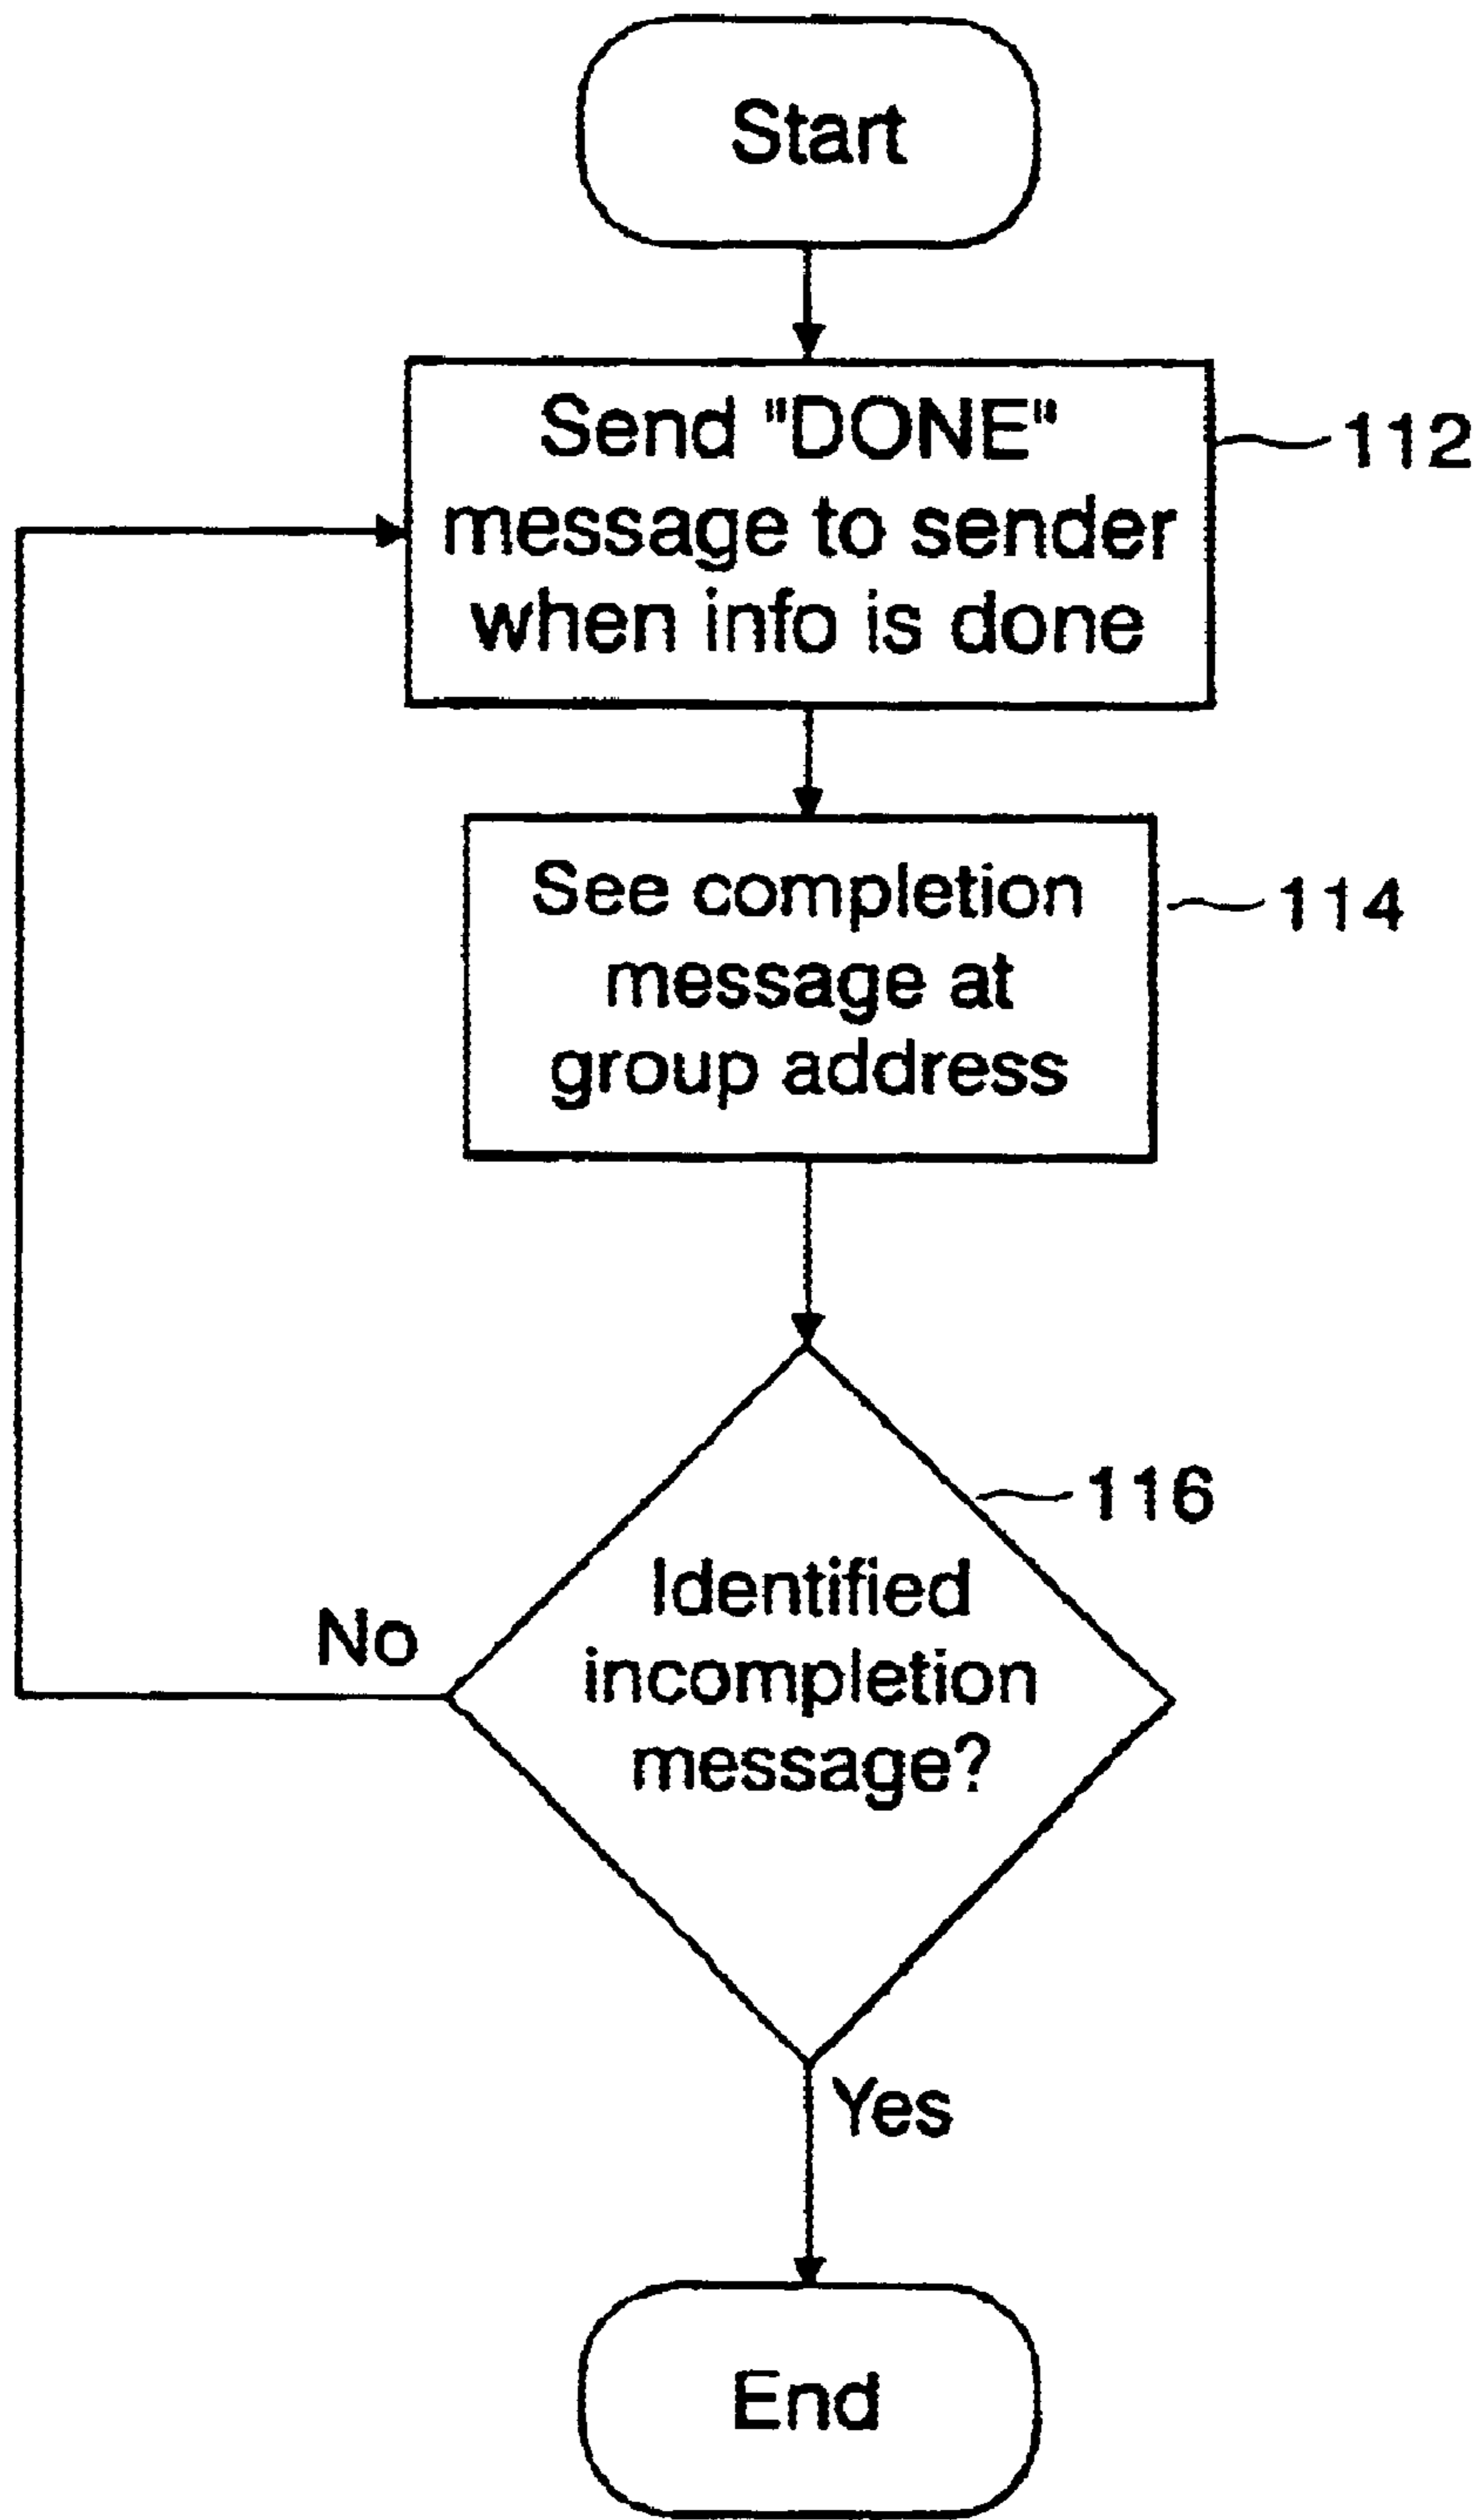 Start
Send "DONE"
message to sender
when info is done
112
See completion
message at
group address
114
116
Identified
incompletion
message?
No
Yes
End